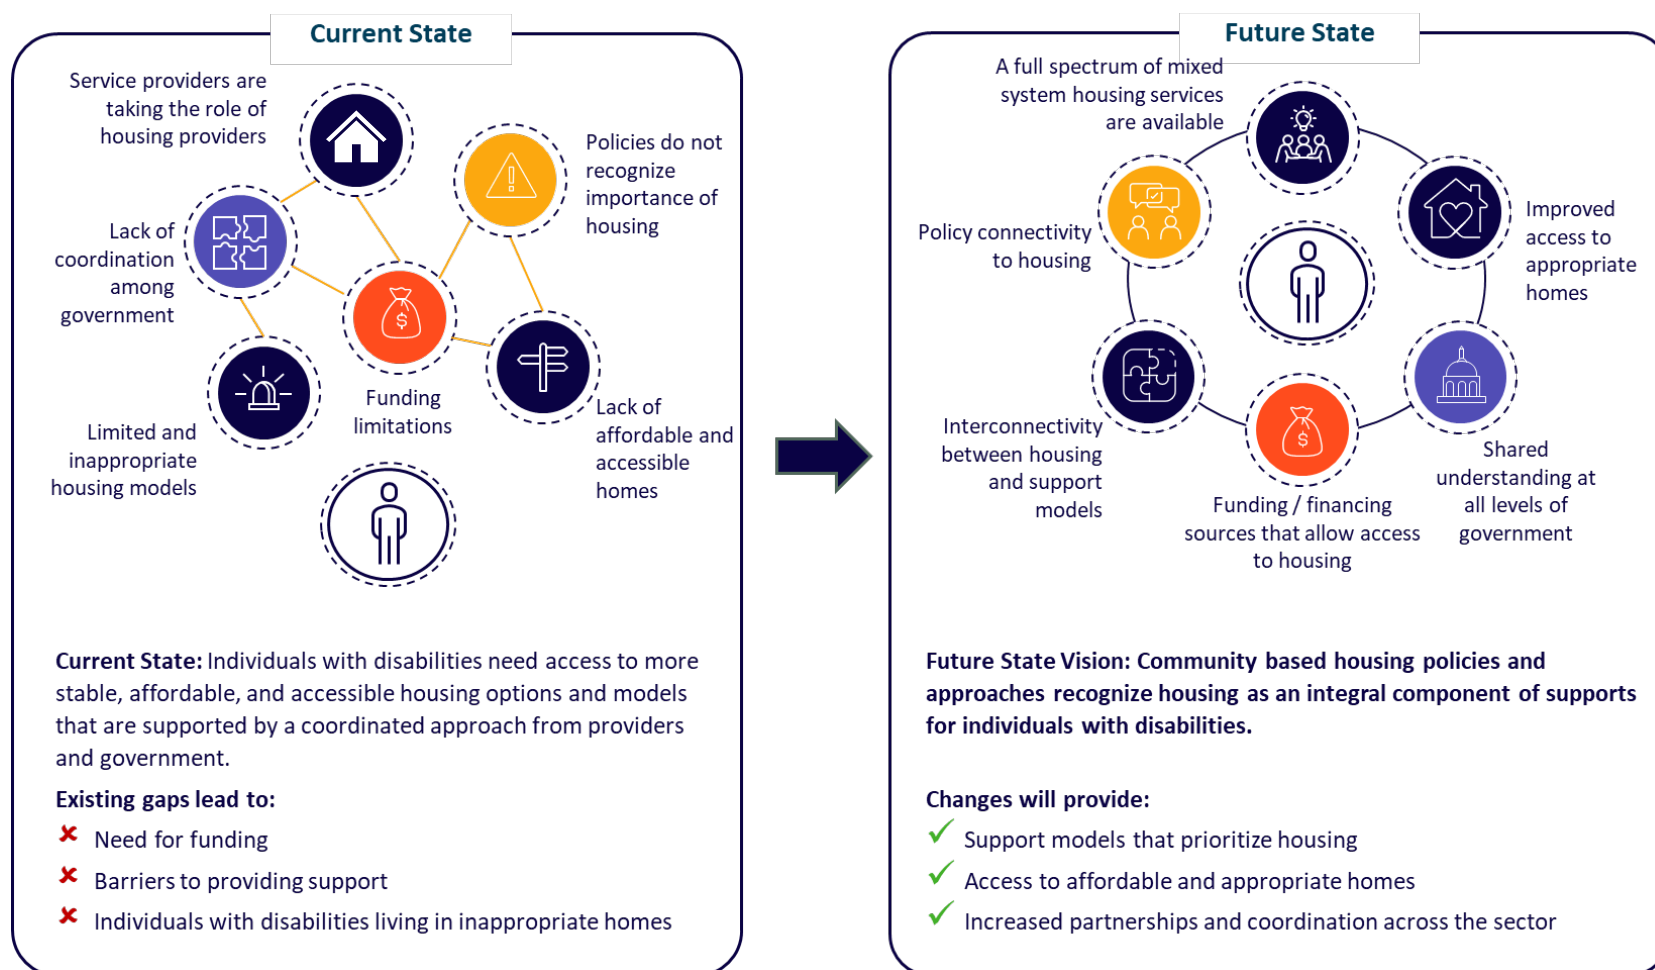 Current State
Service providers are
taking the role of
housing providers
Policies do not
recognize
importance of
housing
Lack of
coordination
among
government
$
Funding
limitations
Limited and
inappropriate
housing models
Lack of
affordable and
accessible
homes
Current State: Individuals with disabilities need access to more
stable, affordable, and accessible housing options and models
that are supported by a coordinated approach from providers
and government.
Existing gaps lead to:
Need for funding
Barriers to providing support
Individuals with disabilities living in inappropriate homes
Future State
A full spectrum of mixed
system housing services
are available
Policy connectivity
to housing
Improved
access to
appropriate
homes
Interconnectivity
between housing
and support
models
$
Funding / financing
sources that allow access
to housing
Shared
understanding at
all levels of
government
Future State Vision: Community based housing policies and
approaches recognize housing as an integral component of supports
for individuals with disabilities.
Changes will provide:
Support models that prioritize housing
Access to affordable and appropriate homes
Increased partnerships and coordination across the sector